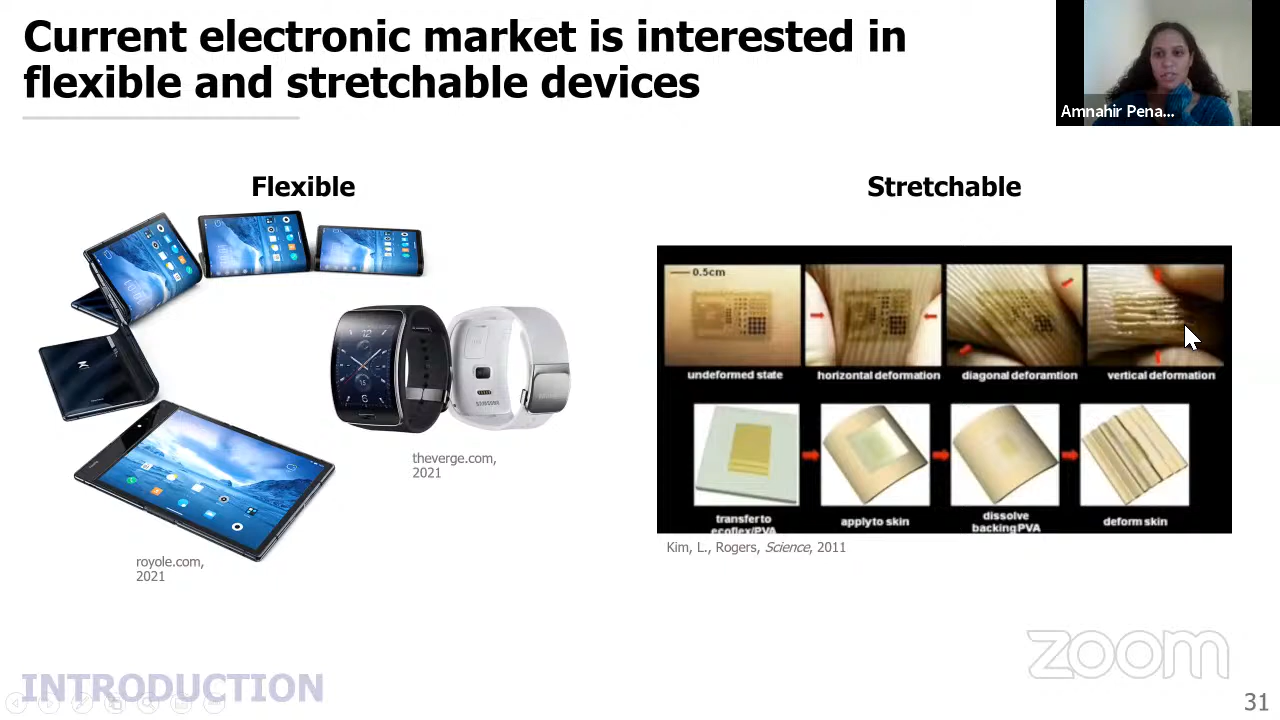 Current electronic market is interested in
flexible and stretchable devices
Amnahir Pena...
Flexible
Stretchable
0.5cm
undeformed state
horizontal deformation
diagonal deforamtion
vertical deformation
SAMSUNG
theverge.com,
2021
transfer to
ecoflex/PVA
apply to skin
dissolve
backing PVA
deform skin
Kim, L., Rogers, Science, 2011
royole.com,
2021
zoom
INTRODUCTION
31